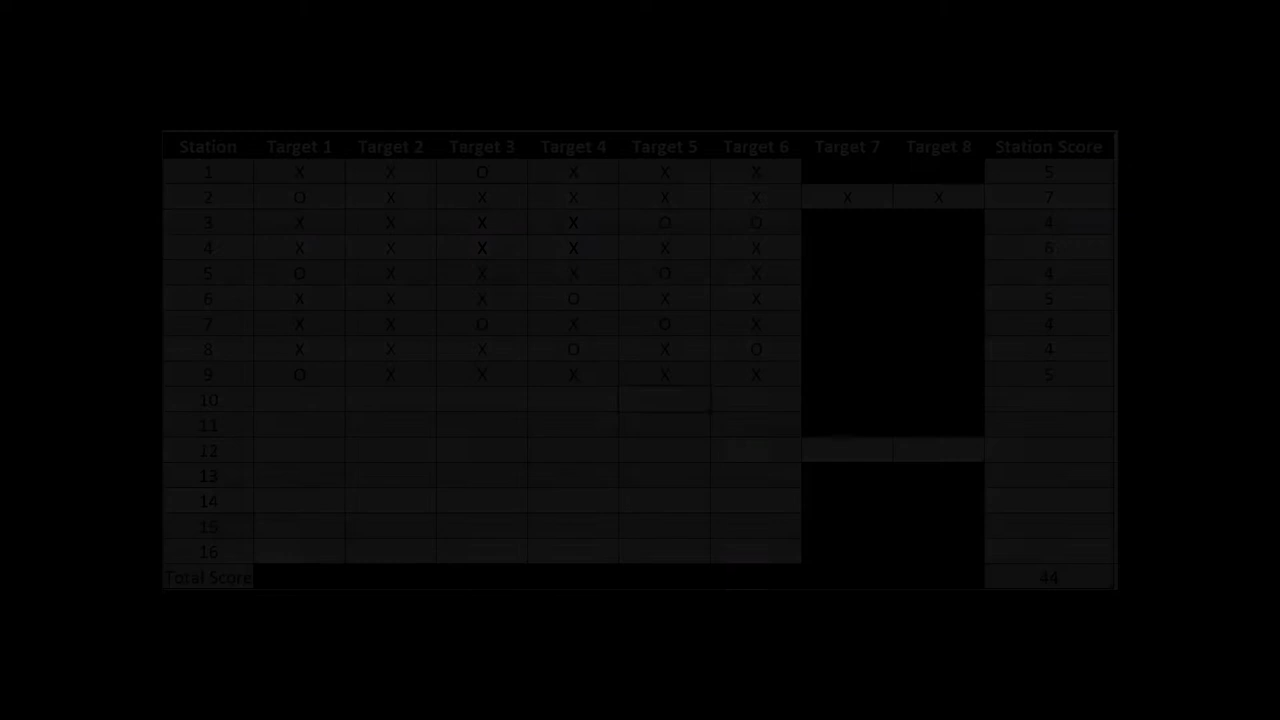 Station Target 1 Target 2 Target 3 Target 4 Target 5 Target 6 Target 7 Target 8 Station Score
1 X X O X X X 5
2 O X X X X X X X 7
3 X X X X O O 4
4 X X X X X X 6
5 O X X X O X 4
6 X X X O X X 5
7 X X O X O X 4
8 X X X O X O 4
9 O X X X X X 5
10
11
12
13
14
15
16
Total Score 44